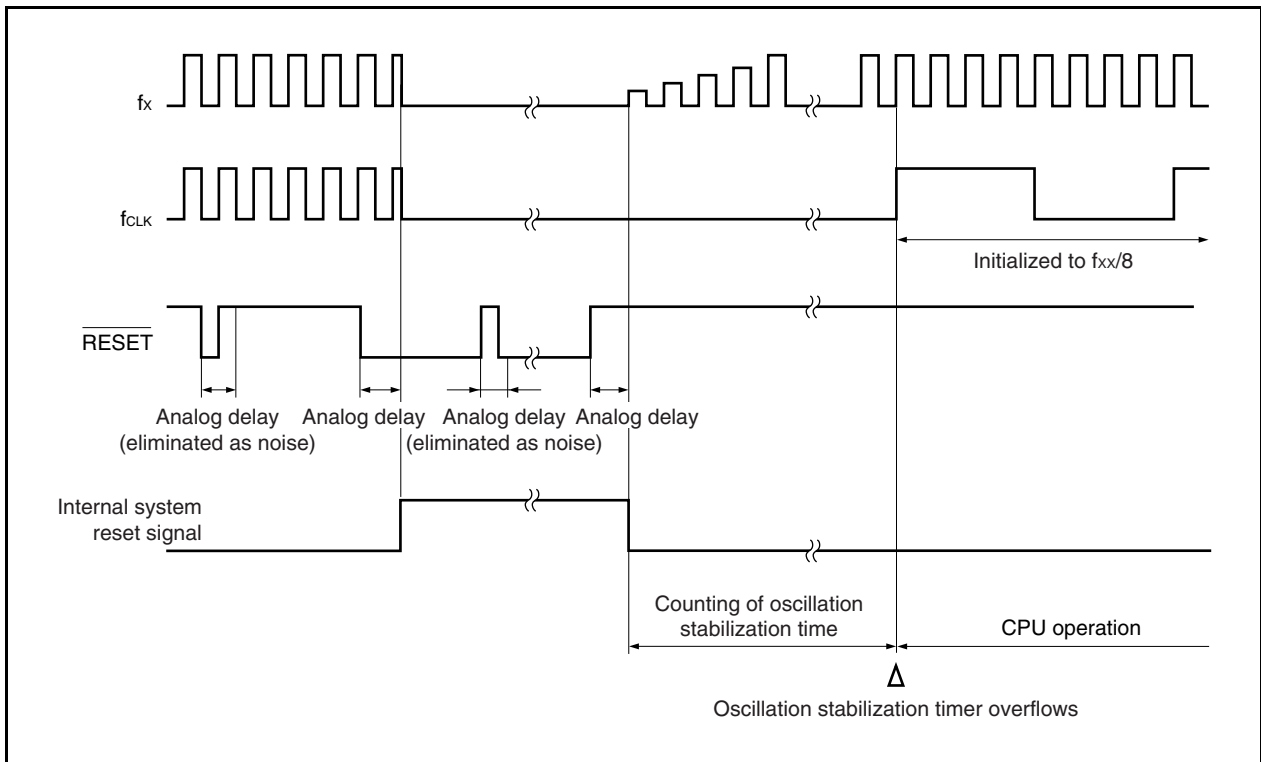 fX
fCLK
Initialized to fXX/8
RESET
Analog delay
(eliminated as noise)
Analog delay
Analog delay
(eliminated as noise)
Analog delay
Internal system
reset signal
Counting of oscillation
stabilization time
CPU operation
Oscillation stabilization timer overflows